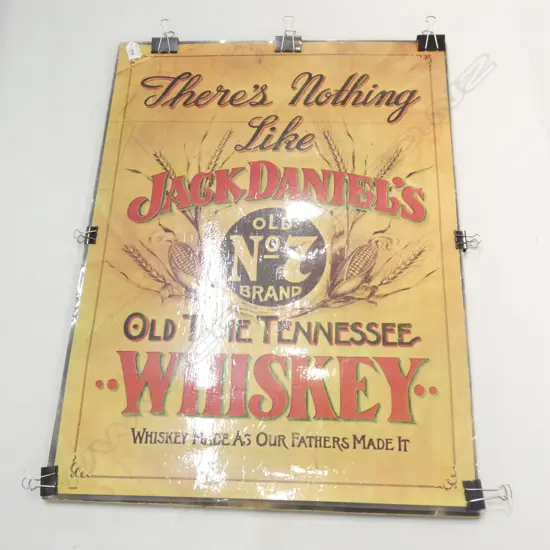 There's Nothing
Like
JACK DANIEL'S
OLD
No 7
BRAND
OLD TIME TENNESSEE
WHISKEY
WHISKEY MADE AS OUR FATHERS MADE IT